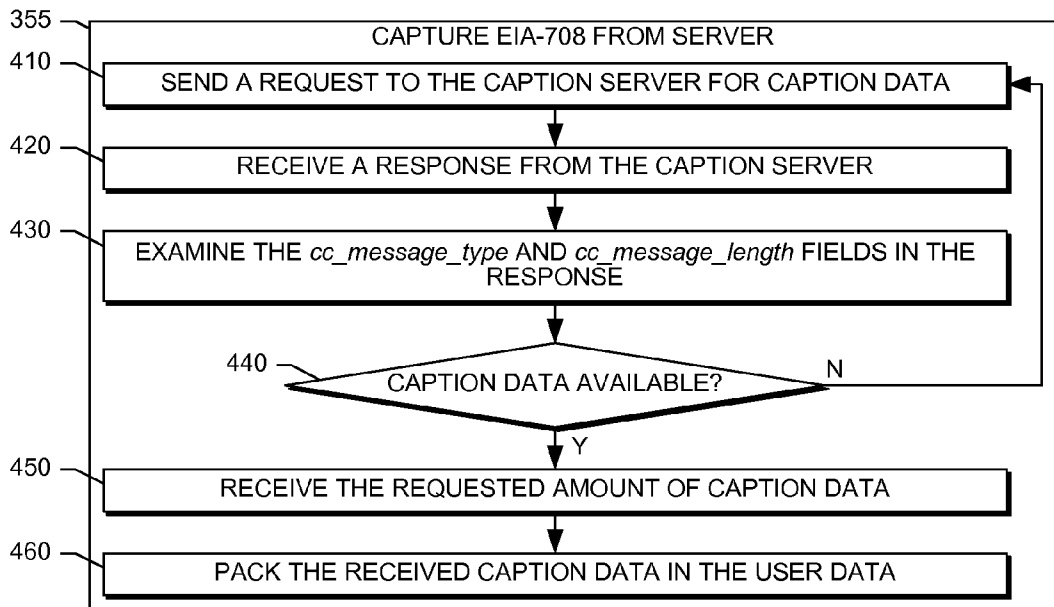 355
CAPTURE EIA-708 FROM SERVER
410
SEND A REQUEST TO THE CAPTION SERVER FOR CAPTION DATA
420
RECEIVE A RESPONSE FROM THE CAPTION SERVER
430
EXAMINE THE cc_message_type AND cc_message_length FIELDS IN THE
RESPONSE
440
CAPTION DATA AVAILABLE?
N
Y
450
RECEIVE THE REQUESTED AMOUNT OF CAPTION DATA
460
PACK THE RECEIVED CAPTION DATA IN THE USER DATA